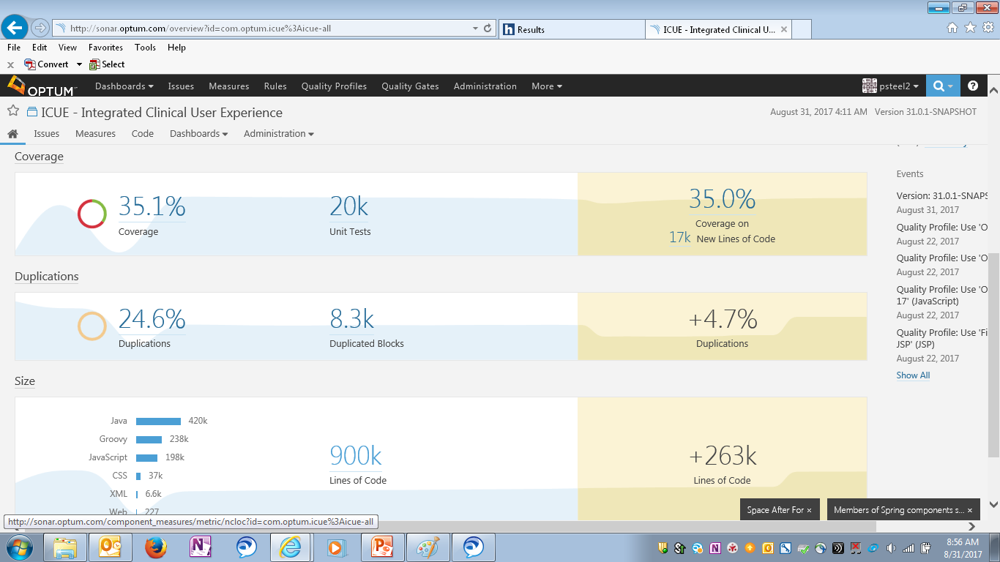 http://sonar.optum.com/overview?id=com.optum.icue%3Aicue-all
Results
ICUE - Integrated Clinical U...
File Edit View Favorites Tools Help
x Convert Select
OPTUM Dashboards Issues Measures Rules Quality Profiles Quality Gates Administration More psteel2 ?
ICUE - Integrated Clinical User Experience
August 31, 2017 4:11 AM Version 31.0.1-SNAPSHOT
Issues Measures Code Dashboards Administration
Coverage
35.1%
Coverage
20k
Unit Tests
35.0%
Coverage on
17k New Lines of Code
Duplications
24.6%
Duplications
8.3k
Duplicated Blocks
+4.7%
Duplications
Size
Java 420k
Groovy 238k
JavaScript 198k
CSS 37k
XML 6.6k
Web 227
900k
Lines of Code
+263k
Lines of Code
Events
Version: 31.0.1-SNAPS
August 31, 2017
Quality Profile: Use 'O
August 22, 2017
Quality Profile: Use 'O
August 22, 2017
Quality Profile: Use 'O
17' (JavaScript)
August 22, 2017
Quality Profile: Use 'Fi
JSP' (JSP)
August 22, 2017
Show All
Space After For ×
Members of Spring components s... ×
http://sonar.optum.com/component_measures/metric/ncloc?id=com.optum.icue%3Aicue-all
8:56 AM
8/31/2017